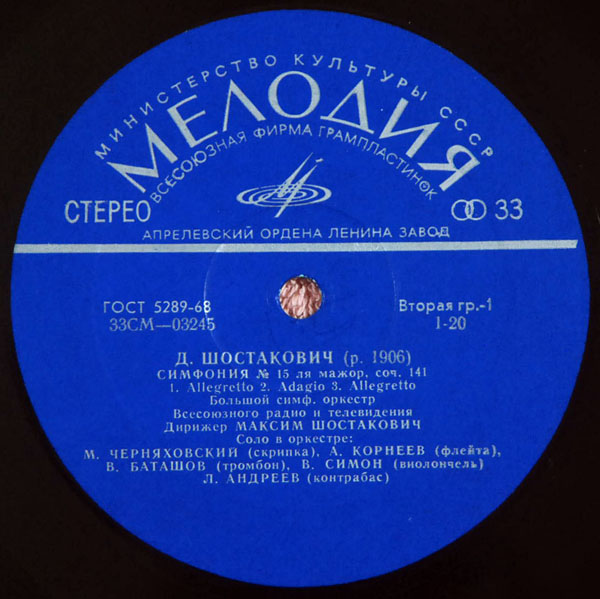 МИНИСТЕРСТВО КУЛЬТУРЫ СССР
МЕЛОДИЯ
ВСЕСОЮЗНАЯ ФИРМА ГРАМПЛАСТИНОК
СТЕРЕО
33
АПРЕЛЕВСКИЙ ОРДЕНА ЛЕНИНА ЗАВОД
ГОСТ 5289-68
Вторая гр.-1
33СМ—03245
1-20
Д. ШОСТАКОВИЧ (р. 1906)
СИМФОНИЯ № 15 ля мажор, соч. 141
1. Allegretto 2. Adagio 3. Allegretto
Большой симф. оркестр
Всесоюзного радио и телевидения
Дирижер МАКСИМ ШОСТАКОВИЧ
Соло в оркестре:
М. ЧЕРНЯХОВСКИЙ (скрипка), А. КОРНЕЕВ (флейта),
В. БАТАШОВ (тромбон), В. СИМОН (виолончель),
Л. АНДРЕЕВ (контрабас)